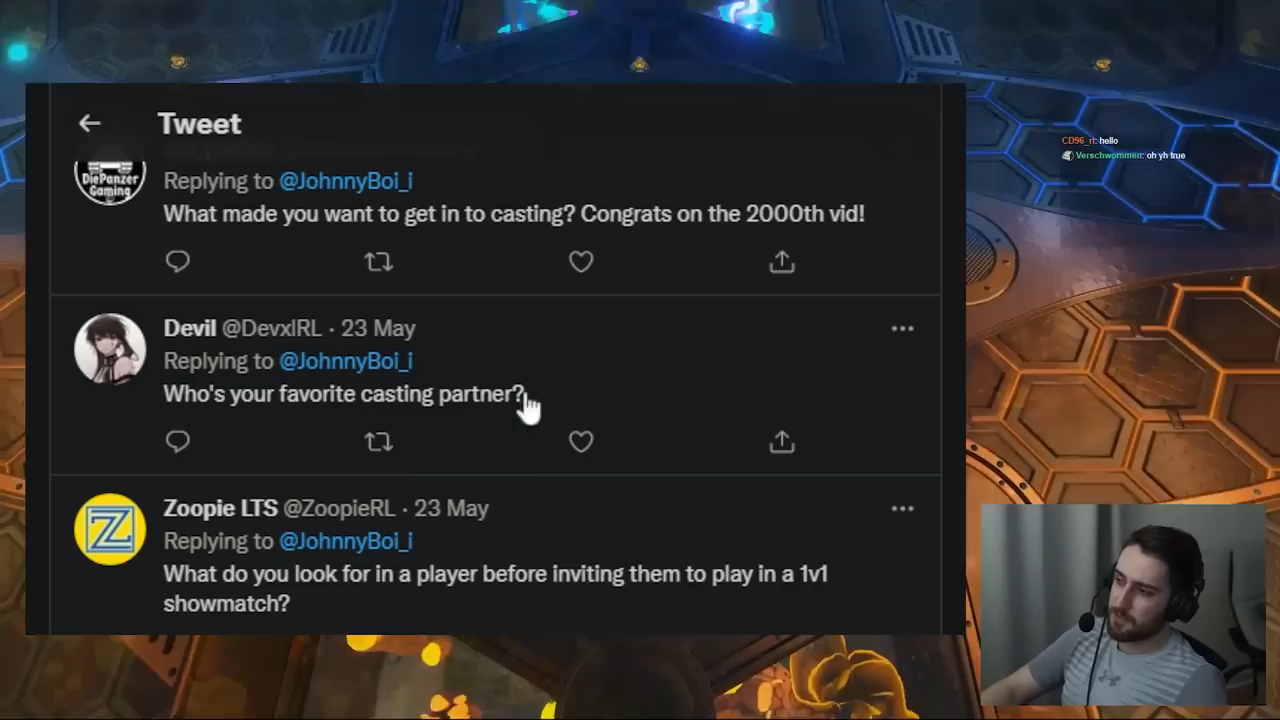 Tweet
DiePanzer
Gaming
Replying to @JohnnyBoi_i
What made you want to get in to casting? Congrats on the 2000th vid!
Devil @DevxlRL · 23 May
Replying to @JohnnyBoi_i
Who's your favorite casting partner?
Zoopie LTS @ZoopieRL · 23 May
Replying to @JohnnyBoi_i
What do you look for in a player before inviting them to play in a 1v1
showmatch?
CD96_rl: hello
Verschwommen: oh yh true